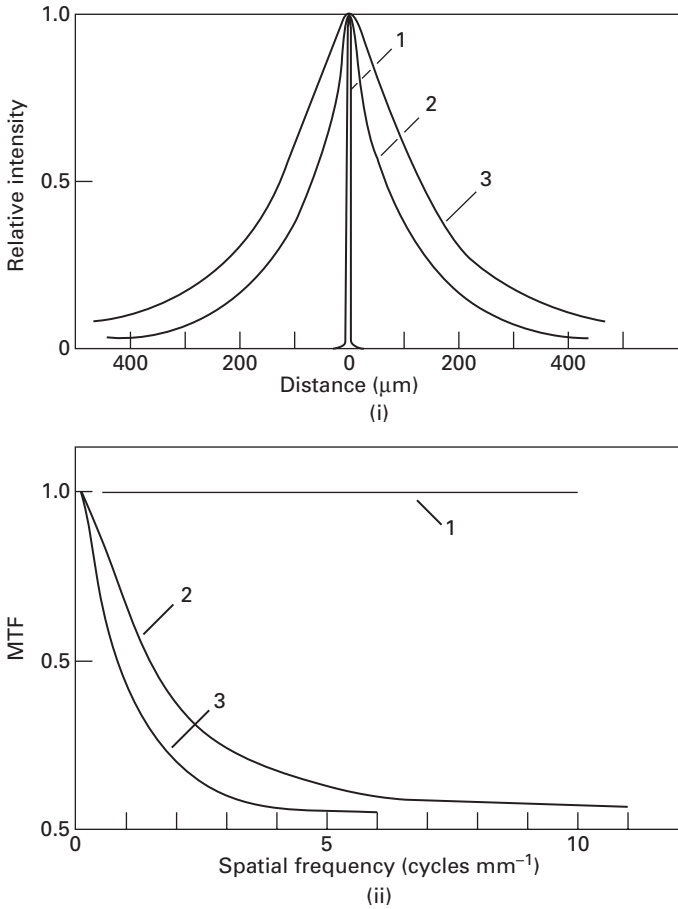 1.0
0.5
0
Relative intensity
1
2
3
400 200 0 200 400
Distance (μm)
(i)
1.0
0.5
0.5
MTF
1
2
3
0 5 10
Spatial frequency (cycles mm⁻¹)
(ii)